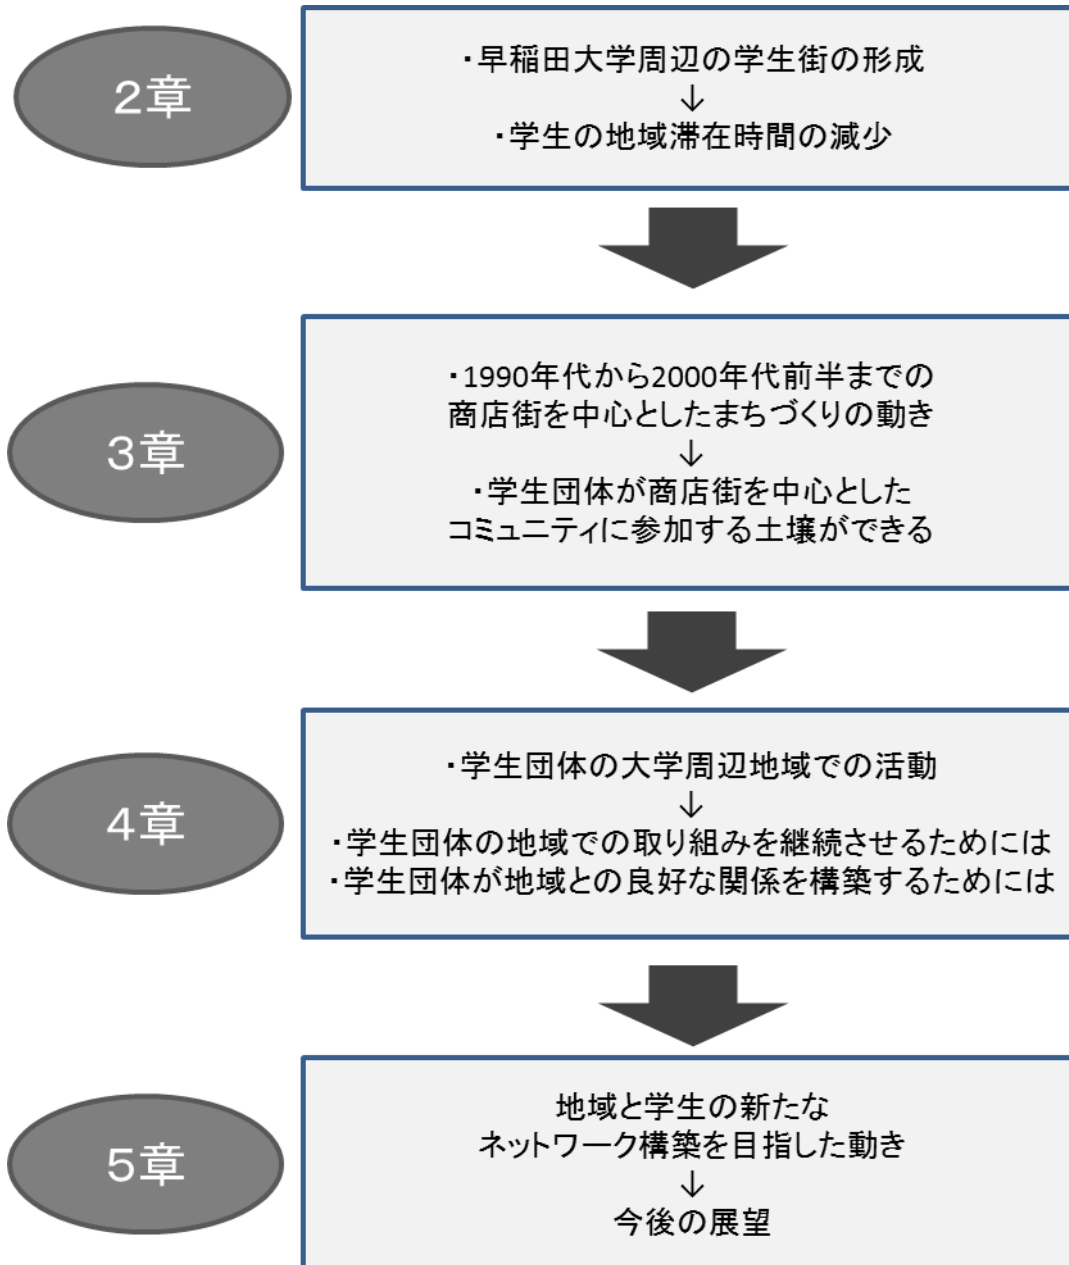 2章
・早稲田大学周辺の学生街の形成
↓
・学生の地域滞在時間の減少
3章
・1990年代から2000年代前半までの
商店街を中心としたまちづくりの動き
↓
・学生団体が商店街を中心とした
コミュニティに参加する土壌ができる
4章
・学生団体の大学周辺地域での活動
↓
・学生団体の地域での取り組みを継続させるためには
・学生団体が地域との良好な関係を構築するためには
5章
地域と学生の新たな
ネットワーク構築を目指した動き
↓
今後の展望